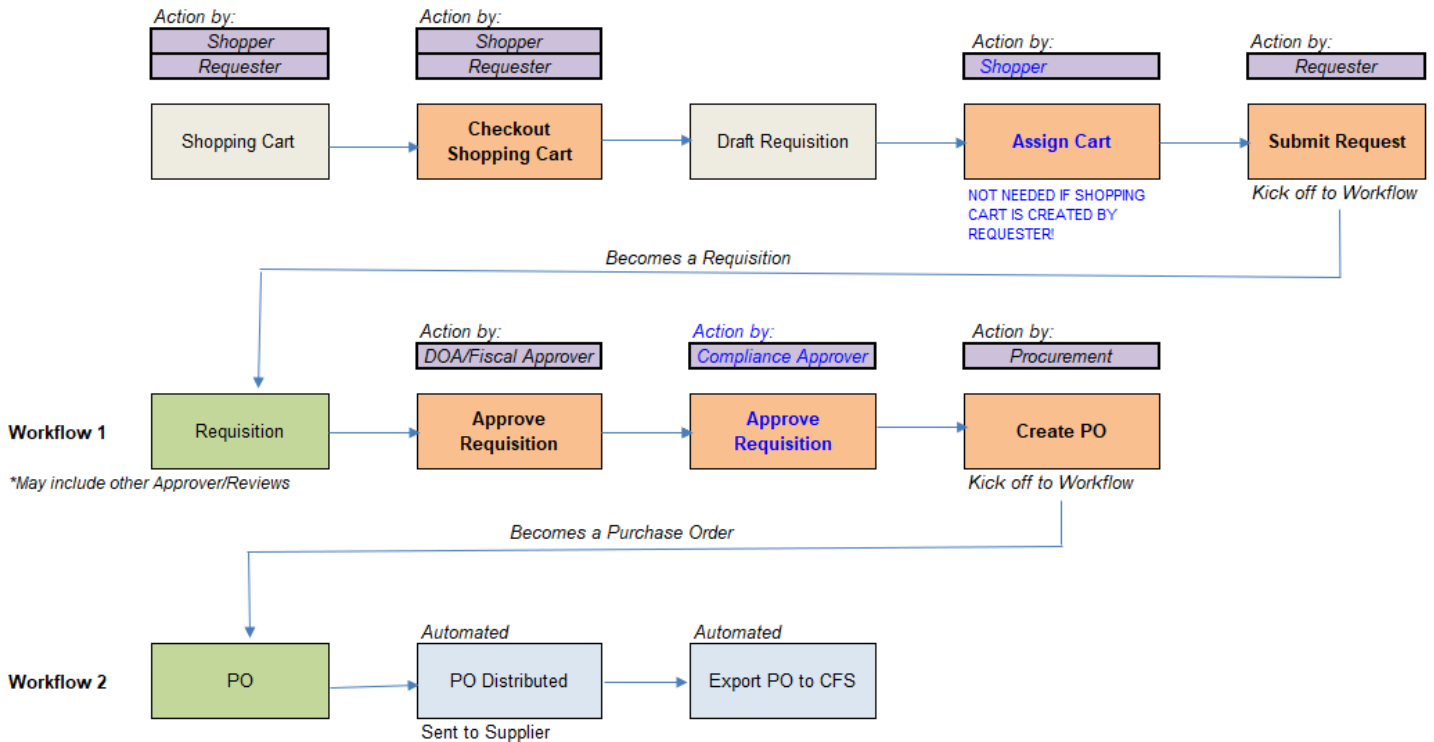 Action by:
Shopper
Requester
Action by:
Shopper
Requester
Action by:
Shopper
Action by:
Requester
Shopping Cart
Checkout
Shopping Cart
Draft Requisition
Assign Cart
Submit Request
NOT NEEDED IF SHOPPING
CART IS CREATED BY
REQUESTER!
Kick off to Workflow
Becomes a Requisition
Action by:
DOA/Fiscal Approver
Action by:
Compliance Approver
Action by:
Procurement
Workflow 1
Requisition
Approve
Requisition
Approve
Requisition
Create PO
*May include other Approver/Reviews
Kick off to Workflow
Becomes a Purchase Order
Automated
Automated
Workflow 2
PO
PO Distributed
Export PO to CFS
Sent to Supplier